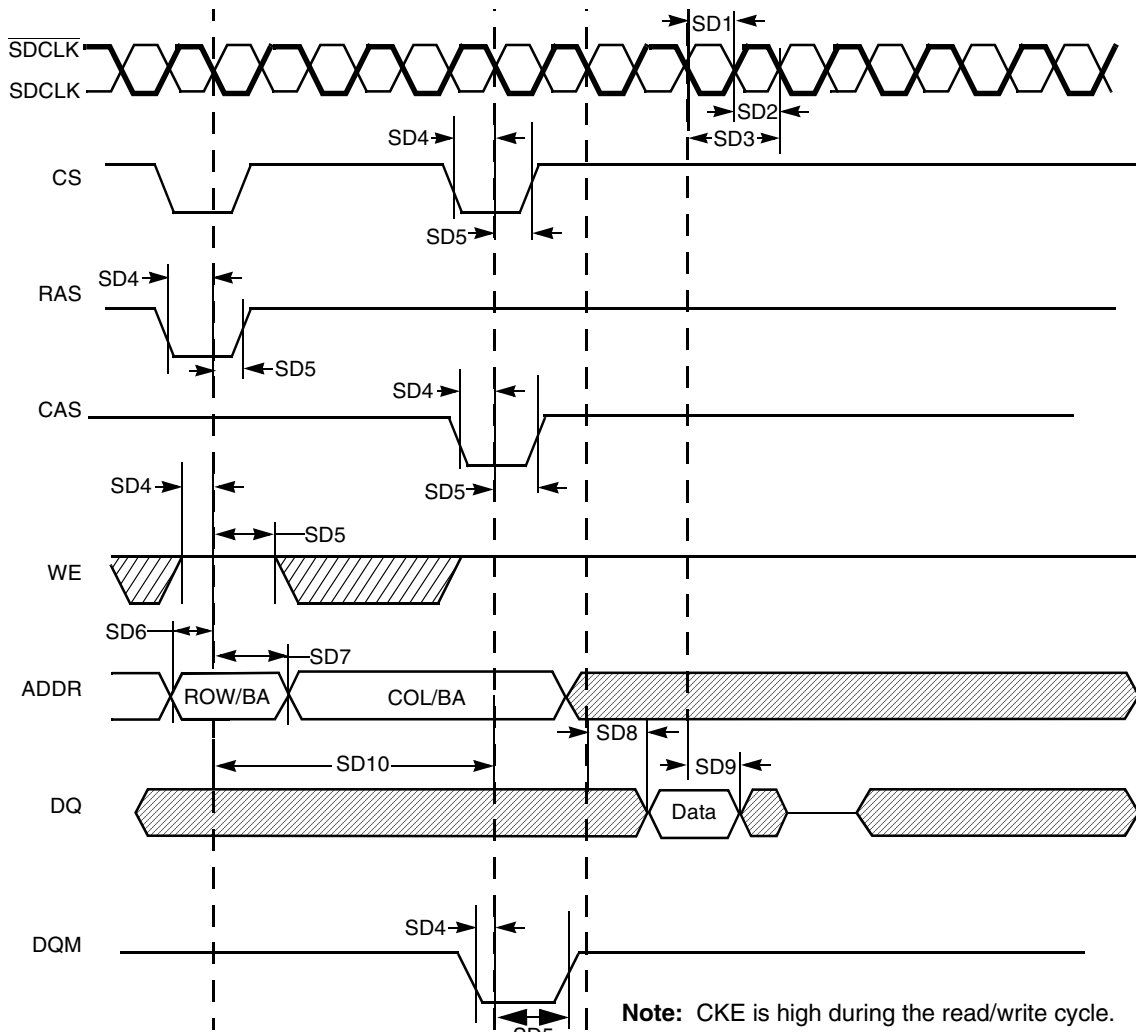 SD1
SDCLK
SDCLK
SD2
SD4
SD3
CS
SD5
SD4
RAS
SD5
SD4
CAS
SD4
SD5
SD5
WE
SD6
SD7
ADDR
ROW/BA
COL/BA
SD8
SD10
SD9
DQ
Data
SD4
DQM
Note: CKE is high during the read/write cycle.
SD5